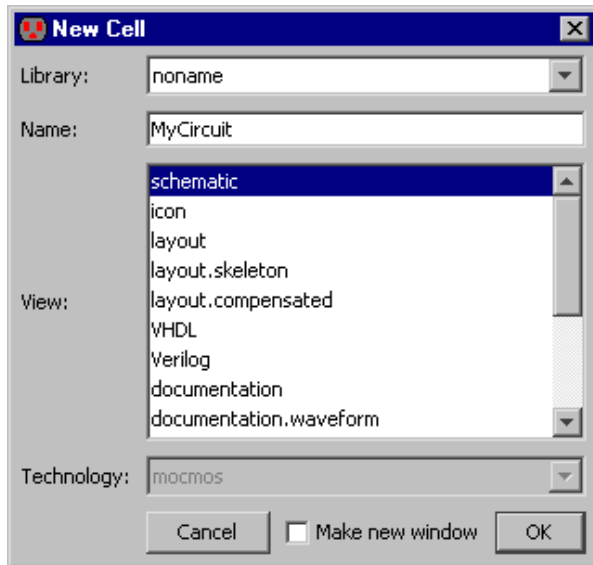 New Cell
Library: noname
Name: MyCircuit
schematic
icon
layout
layout.skeleton
layout.compensated
View:
VHDL
Verilog
documentation
documentation.waveform
Technology: mocmos
Cancel Make new window OK